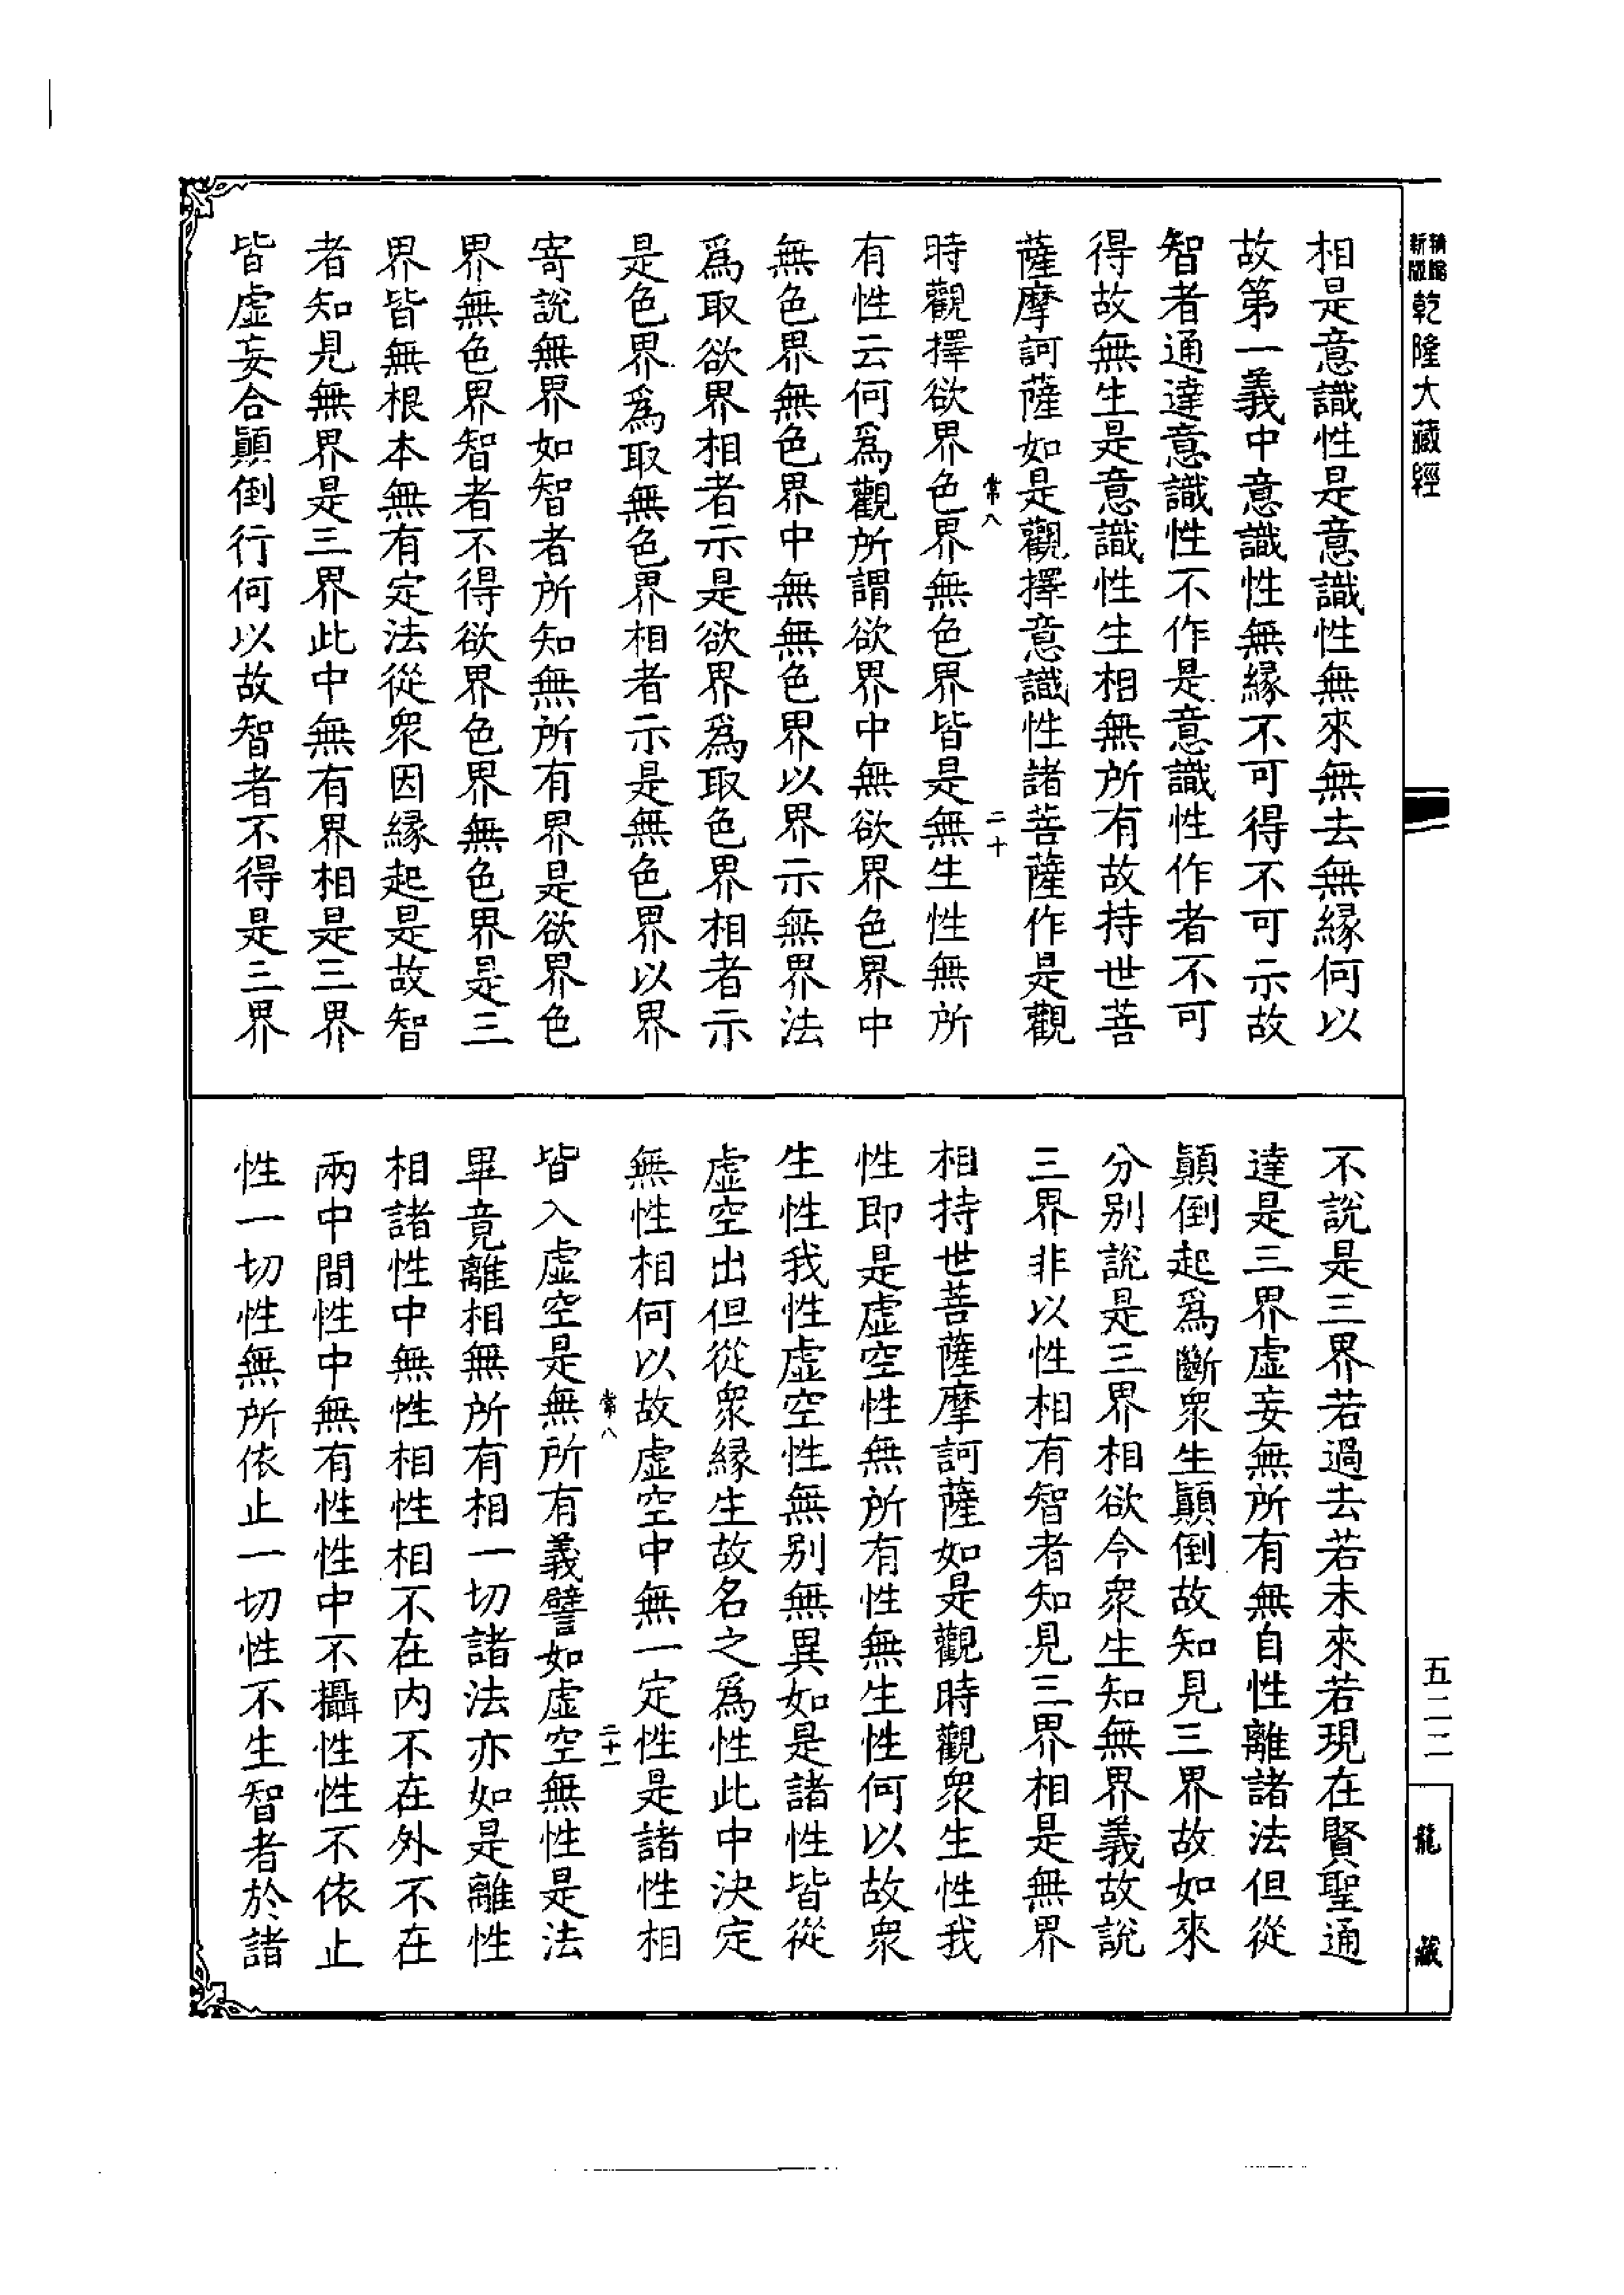 新編縮版乾隆大藏經
相是意識性是意識性無來無去無緣何以
故第一義中意識性無緣不可得不可示故
智者通達意識性不作是意識性作者不可
得故無生是意識性生相無所有故持世菩
薩摩訶薩如是觀擇意識性諸菩薩作是觀
常八 二十
時觀擇欲界色界無色界皆是無生性無所
有性云何爲觀所謂欲界中無欲界色界中
無色界無色界中無無色界以界示無界法
爲取欲界相者示是欲界爲取色界相者示
是色界爲取無色界相者示是無色界以界
寄說無界如智者所知無所有界是欲界色
界無色界智者不得欲界色界無色界是三
界皆無根本無有定法從眾因緣起是故智
者知見無界是三界此中無有界相是三界
皆虛妄合顛倒行何以故智者不得是三界
不說是三界若過去若未來若現在賢聖通
達是三界虛妄無所有無自性離諸法但從
顛倒起爲斷眾生顛倒故知見三界故如來
分別說是三界相欲令眾生知無界義故說
三界非以性相有智者知見三界相是無界
相持世菩薩摩訶薩如是觀時觀眾生性我
性即是虛空性無所有性無生性何以故眾
生性我性虛空性無別無異如是諸性皆從
虛空出但從眾緣生故名之爲性此中決定
無性相何以故虛空中無一定性是諸性相
常八 二十一
皆入虛空是無所有義譬如虛空無性是法
畢竟離相無所有相一切諸法亦如是離性
相諸性中無性相性相不在內不在外不在
兩中間性中無有性性中不攝性性不依止
性一切性無所依止一切性不生智者於諸
五二二
龍藏